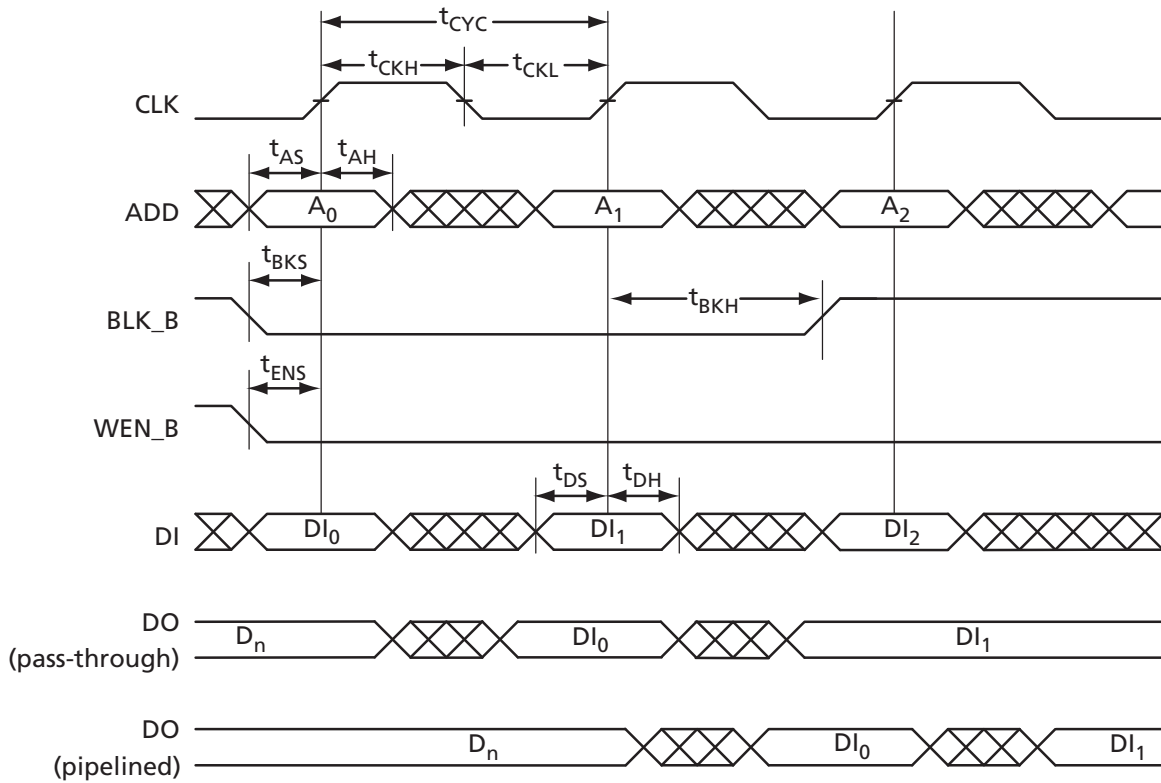 tCYC
tCKH tCKL
CLK
tAS tAH
ADD A0 A1 A2
tBKS
tBKH
BLK_B
tENS
WEN_B
tDS tDH
DI DI0 DI1 DI2
DO
(pass-through) Dn DI0 DI1
DO
(pipelined) Dn DI0 DI1